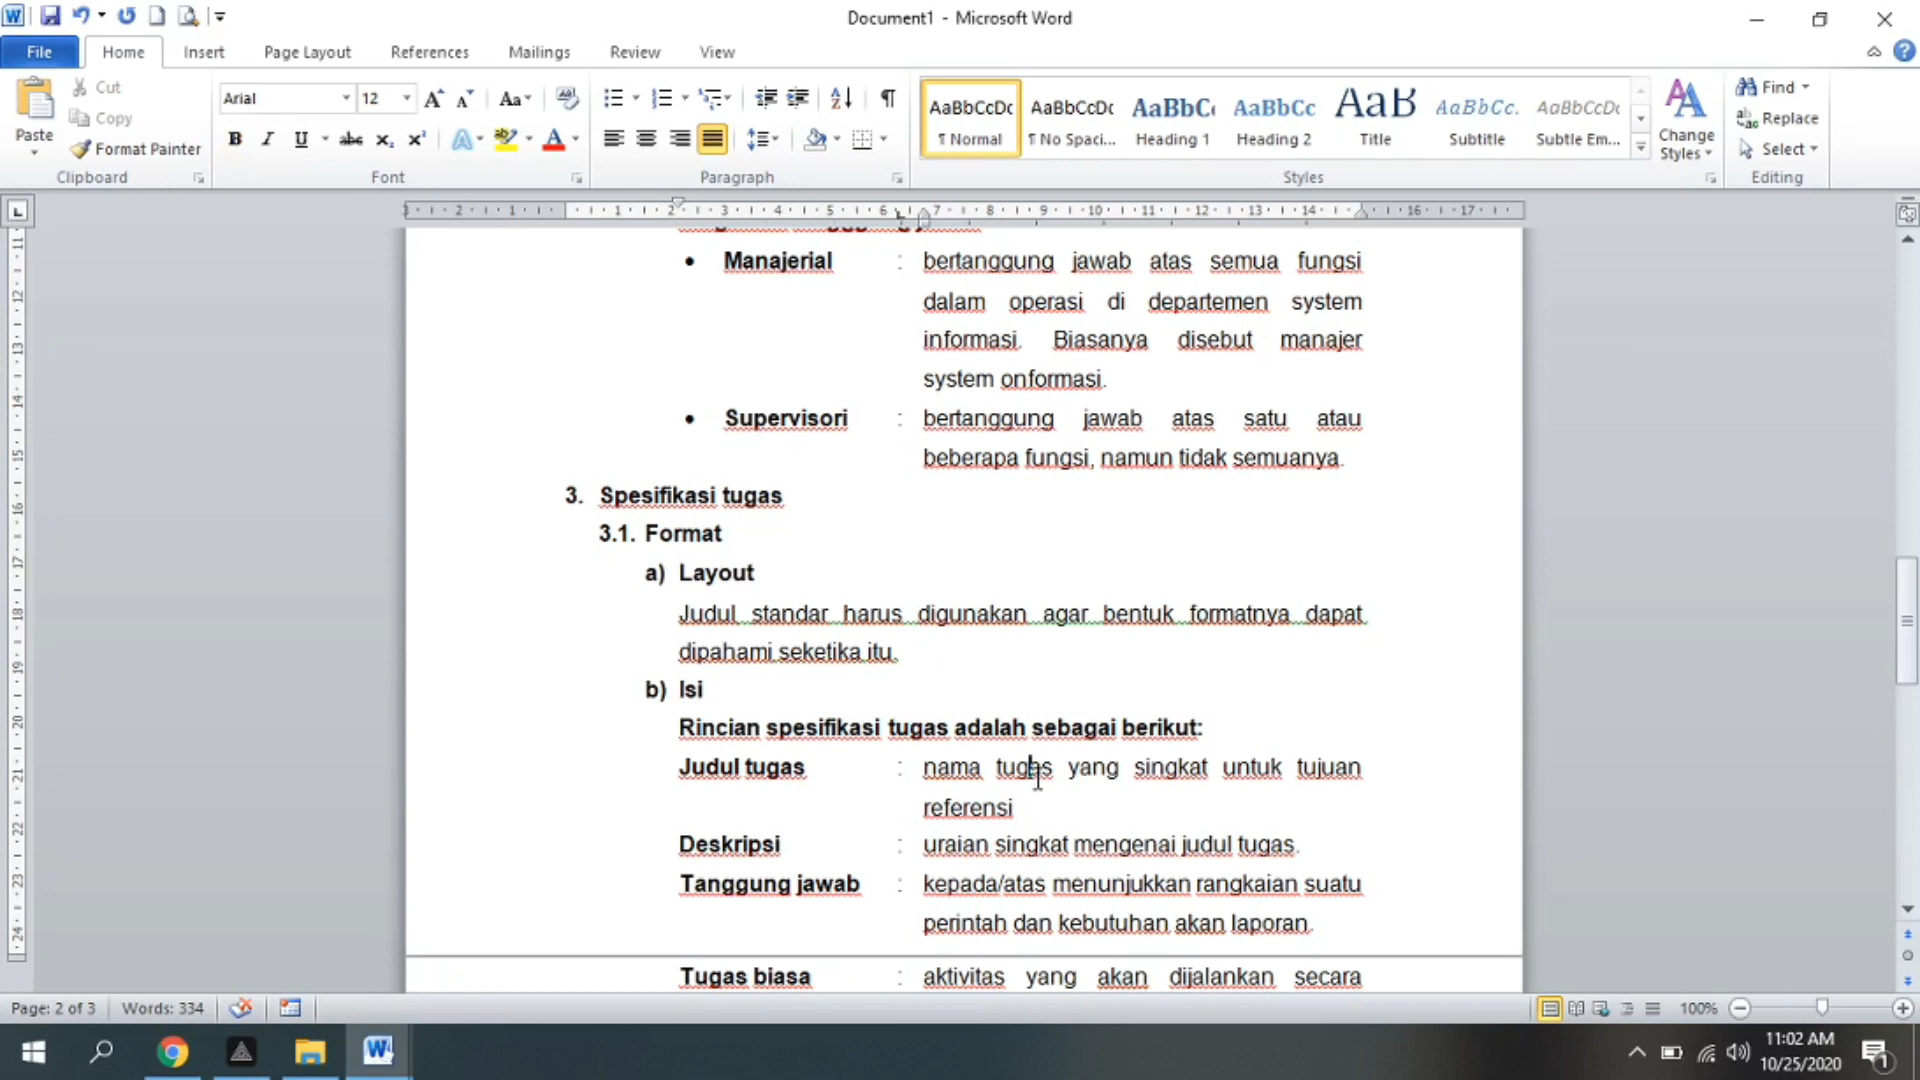 Document1 - Microsoft Word
File Home Insert Page Layout References Mailings Review View
Paste
Cut
Copy
Format Painter
Clipboard
Arial 12
Font
Paragraph
AaBbCcDc AaBbCcDc AaBbC AaBbCc AaB AaBbCc. AaBbCcDc
¶ Normal ¶ No Spaci... Heading 1 Heading 2 Title Subtitle Subtle Em...
Change Styles
Styles
Find
Replace
Select
Editing
• Manajerial : bertanggung jawab atas semua fungsi
dalam operasi di departemen system
informasi. Biasanya disebut manajer
system onformasi.
• Supervisori : bertanggung jawab atas satu atau
beberapa fungsi, namun tidak semuanya.
3. Spesifikasi tugas
3.1. Format
a) Layout
Judul standar harus digunakan agar bentuk formatnya dapat
dipahami seketika itu.
b) Isi
Rincian spesifikasi tugas adalah sebagai berikut:
Judul tugas : nama tugas yang singkat untuk tujuan
referensi
Deskripsi : uraian singkat mengenai judul tugas.
Tanggung jawab : kepada/atas menunjukkan rangkaian suatu
perintah dan kebutuhan akan laporan.
Tugas biasa : aktivitas yang akan dijalankan secara
Page: 2 of 3 Words: 334 100%
11:02 AM
10/25/2020